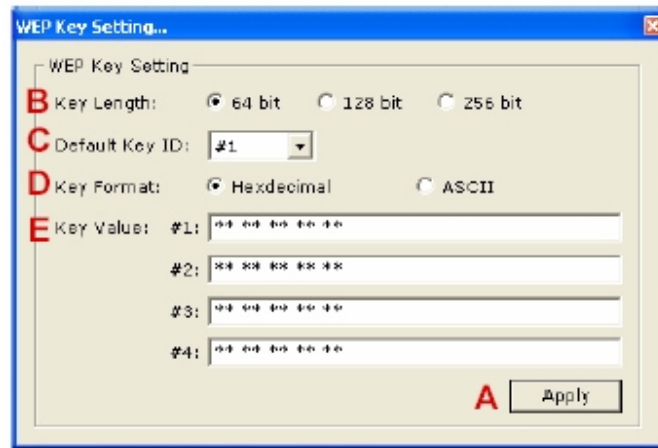 WEP Key Setting...
WEP Key Setting
B Key Length: 64 bit 128 bit 256 bit
C Default Key ID: #1
D Key Format: Hexdecimal ASCII
E Key Value: #1: ** ** ** ** **
#2: ** ** ** ** **
#3: ** ** ** ** **
#4: ** ** ** ** **
A Apply